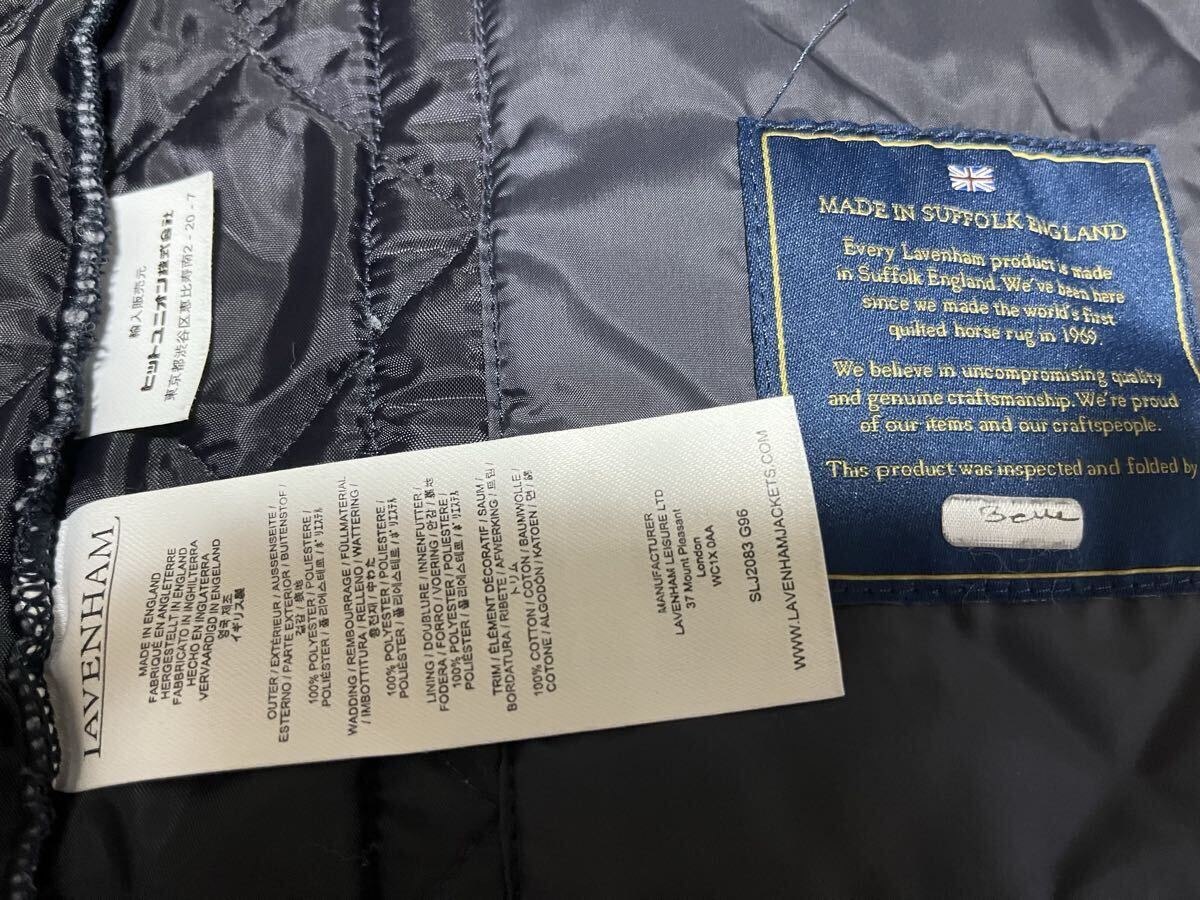 輸入販売元
ヒットユニオン株式会社
東京都渋谷区恵比寿南2-20-7
LAVENHAM
MADE IN ENGLAND
FABRIQUÉ EN ANGLETERRE
HERGESTELLT IN ENGLAND
FABBRICATO IN INGHILTERRA
HECHO EN INGLATERRA
VERVAARDIGD IN ENGELAND
영국 제조
イギリス製
OUTER / EXTÉRIEUR / AUSSENSEITE /
ESTERNO / PARTE EXTERIOR / BUITENSTOF /
겉감 / 表地
100% POLYESTER / POLYESTERE /
POLIÉSTER / 폴리에스테르 / ポリエステル
WADDING / REMBOURRAGE / FÜLLMATERIAL
/ IMBOTTITURA / RELLENO / WATTERING /
충전재 / 中わた
100% POLYESTER / POLYESTERE
POLIÉSTER / 폴리에스테르 / ポリエステル
LINING / DOUBLURE / INNENFUTTER /
FODERA / FORRO / VOERING / 안감 / 裏地
100% POLYESTER / POLYESTERE /
POLIÉSTER / 폴리에스테르 / ポリエステル
TRIM / ÉLÉMENT DÉCORATIF / SAUM /
BORDATURA / RIBETE / AFWERKING / 트림 /
トリム
100% COTTON / COTON / BAUMWOLLE /
COTONE / ALGODÓN / KATOEN / 면 / 綿
MANUFACTURER
LAVENHAM LEISURE LTD
37 Mount Pleasant
London
WC1X 0AA
SLJ2083 G96
WWW.LAVENHAMJACKETS.COM
MADE IN SUFFOLK ENGLAND
Every Lavenham product is made
in Suffolk England. We've been here
since we made the world's first
quilted horse rug in 1969
We believe in uncompromising quality
and genuine craftsmanship. We're proud
of our items and our craftspeople.
This product was inspected and folded by